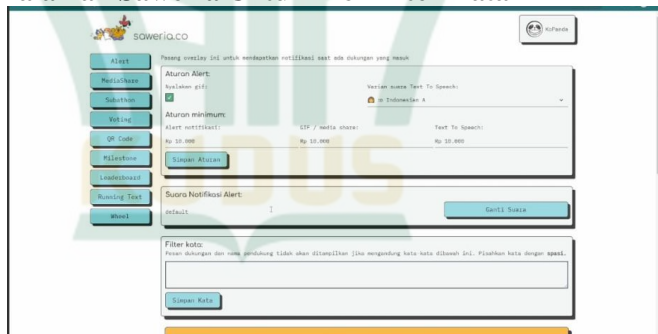 saweria.co
KoPanda
Alert
MediaShare
Subathon
Voting
QR Code
Milestone
Leaderboard
Running Text
Wheel
Pasang overlay ini untuk mendapatkan notifikasi saat ada dukungan yang masuk
Aturan Alert:
Nyalakan gif:
Varian suara Text To Speech:
Indonesian A
Aturan minimum:
Alert notifikasi:
GIF / media share:
Text To Speech:
Rp 10.000
Rp 10.000
Rp 10.000
Simpan Aturan
Suara Notifikasi Alert:
Default
Ganti Suara
Filter kata:
Pesan dukungan dan nama pendukung tidak akan ditampilkan jika mengandung kata kata dibawah ini. Pisahkan kata dengan spasi.
Simpan Kata